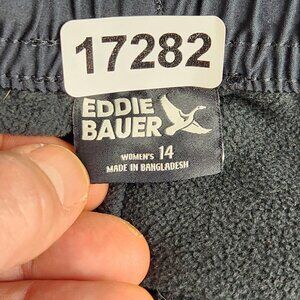 17282
EDDIE
BAUER
WOMEN'S 14
MADE IN BANGLADESH